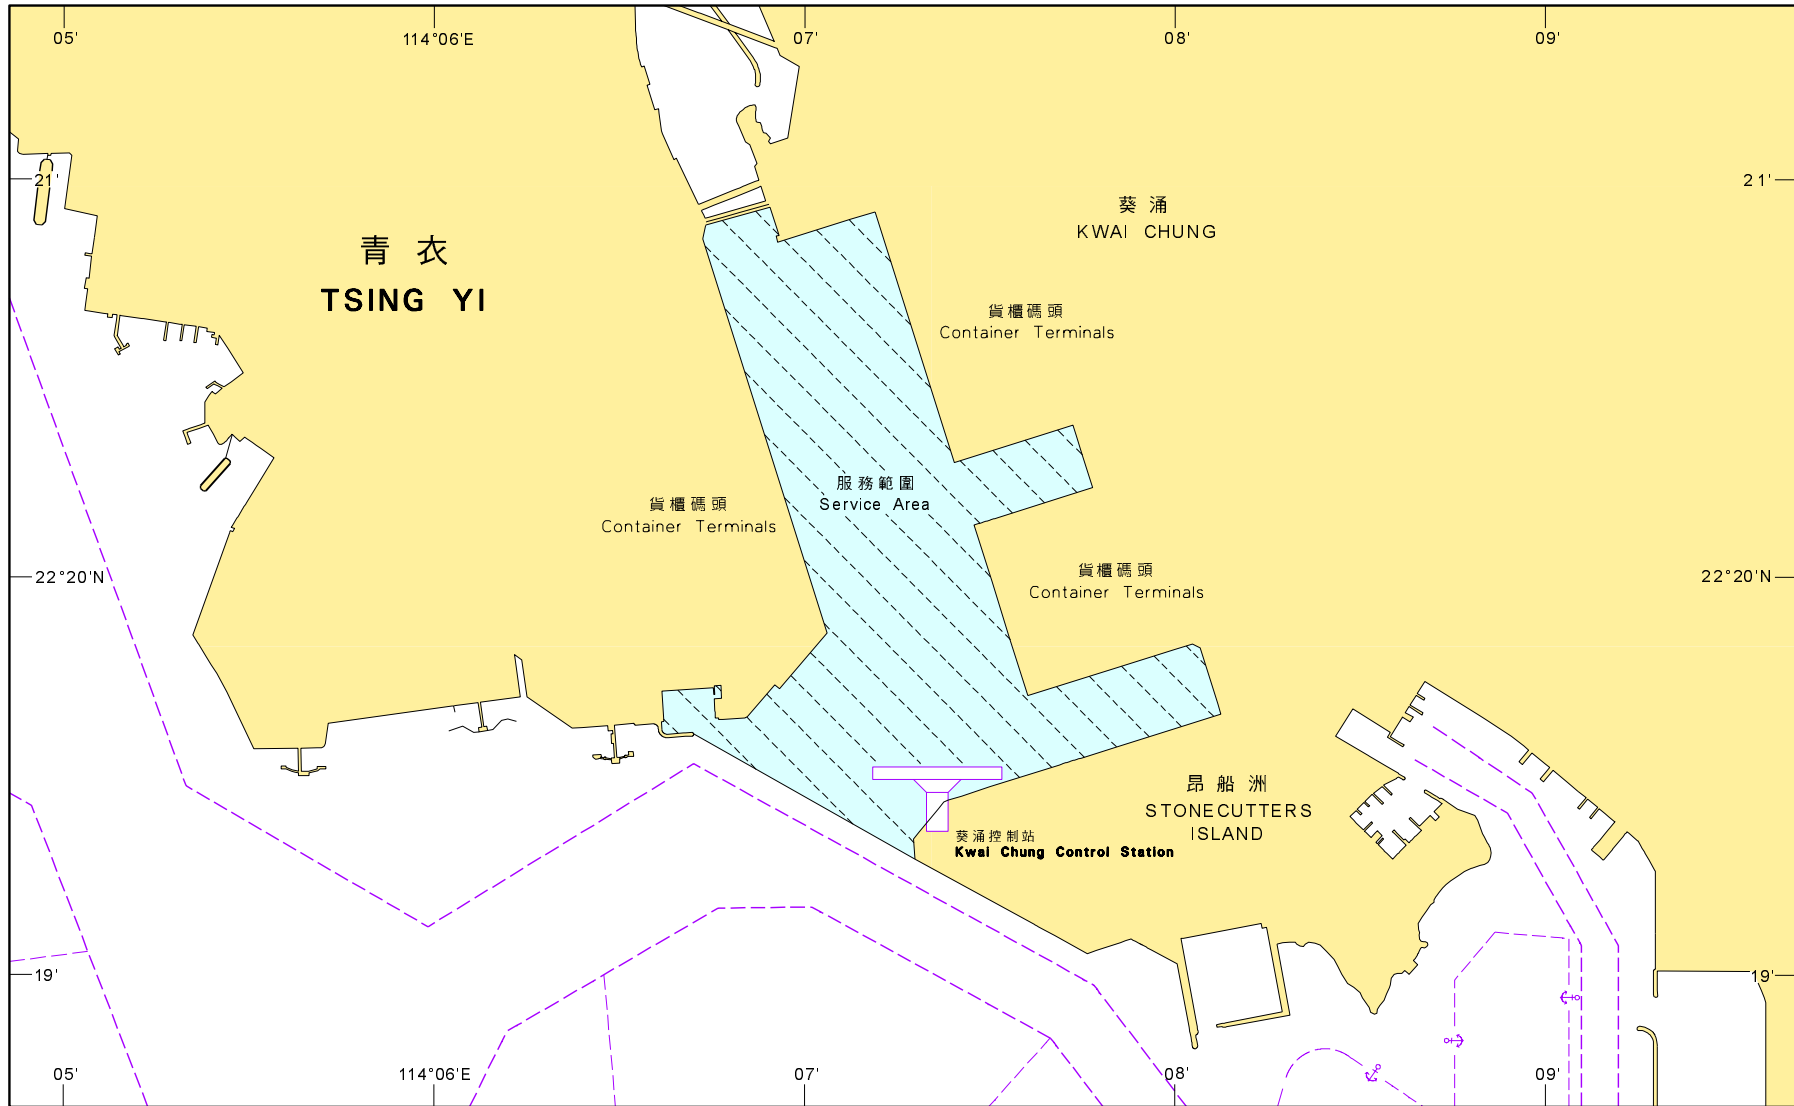 05'
114°06'E
07'
08'
09'
21'
21'
葵涌
KWAI CHUNG
青衣
TSING YI
貨櫃碼頭
Container Terminals
服務範圍
Service Area
貨櫃碼頭
Container Terminals
貨櫃碼頭
Container Terminals
22°20'N
22°20'N
昂船洲
STONECUTTERS
ISLAND
葵涌控制站
Kwai Chung Control Station
19'
19'
05'
114°06'E
07'
08'
09'